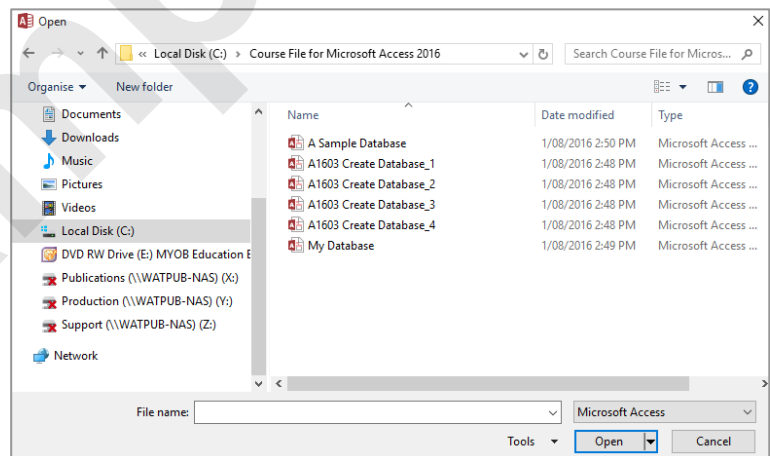 Open
« Local Disk (C:) › Course File for Microsoft Access 2016
Search Course File for Micros...
Organise
New folder
Documents
Downloads
Music
Pictures
Videos
Local Disk (C:)
DVD RW Drive (E:) MYOB Education E
Publications (\\WATPUB-NAS) (X:)
Production (\\WATPUB-NAS) (Y:)
Support (\\WATPUB-NAS) (Z:)
Network
Name Date modified Type
A Sample Database 1/08/2016 2:50 PM Microsoft Access ...
A1603 Create Database_1 1/08/2016 2:48 PM Microsoft Access ...
A1603 Create Database_2 1/08/2016 2:48 PM Microsoft Access ...
A1603 Create Database_3 1/08/2016 2:48 PM Microsoft Access ...
A1603 Create Database_4 1/08/2016 2:48 PM Microsoft Access ...
My Database 1/08/2016 2:49 PM Microsoft Access ...
File name:
Microsoft Access
Tools Open Cancel